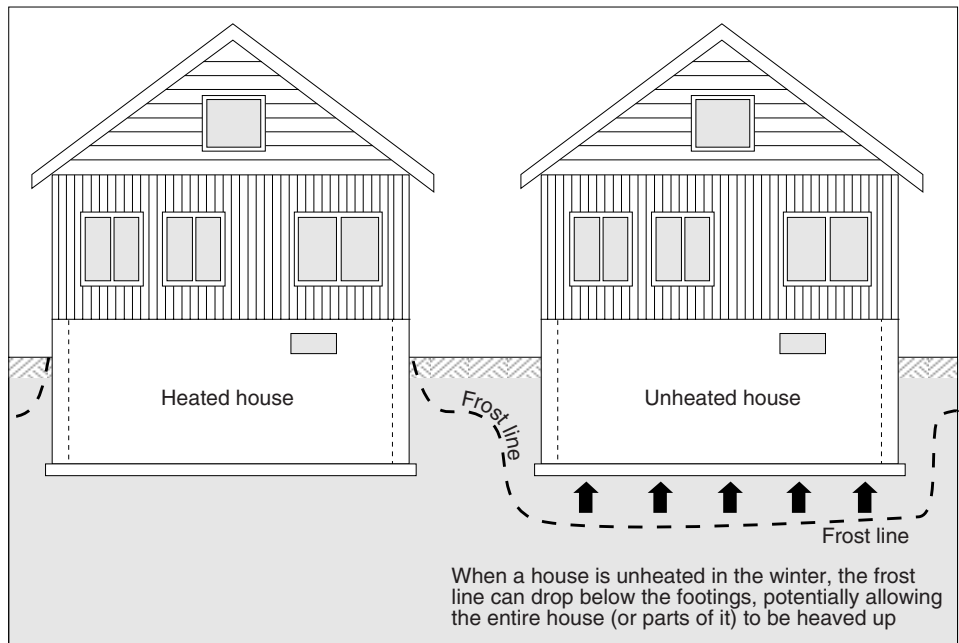 Heated house
Unheated house
Frost line
Frost line
When a house is unheated in the winter, the frost
line can drop below the footings, potentially allowing
the entire house (or parts of it) to be heaved up